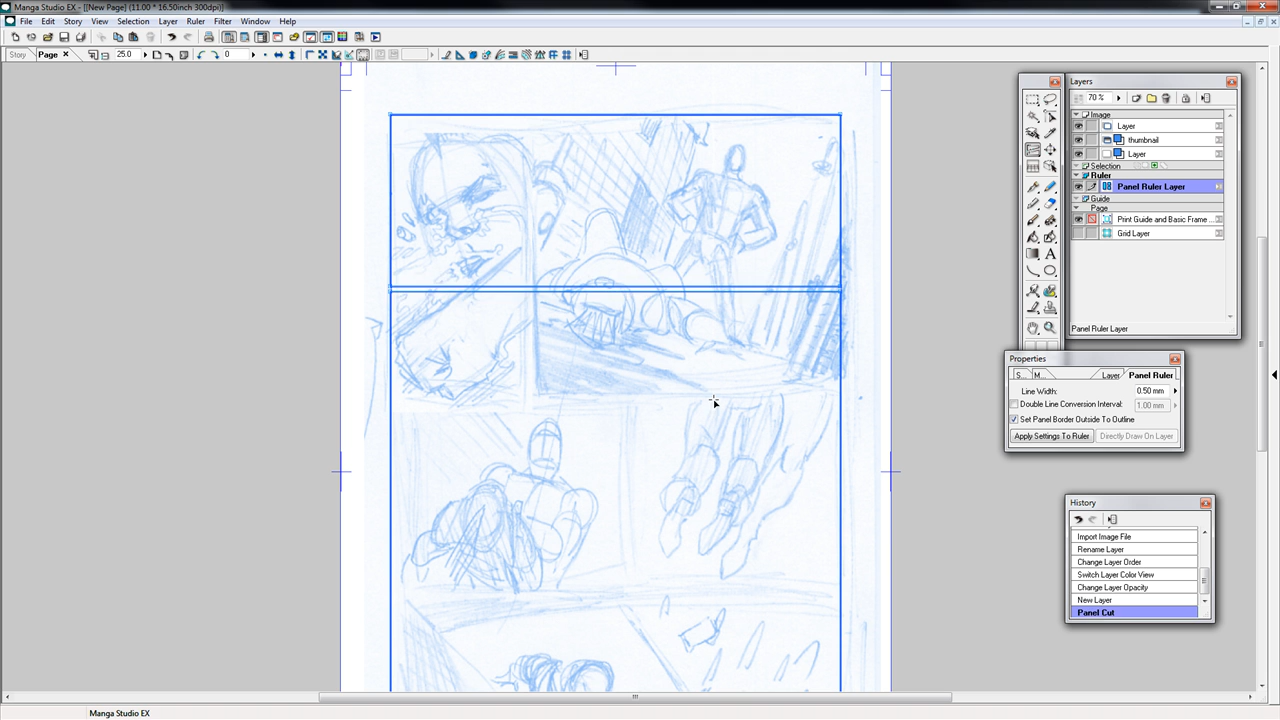 Manga Studio EX - [[New Page] (11.00 * 16.50inch 300dpi)]
File Edit Story View Selection Layer Ruler Filter Window Help
Story Page 25.0 0
Layers
70 %
Image
Layer
thumbnail
Layer
Selection
Ruler
Panel Ruler Layer
Guide
Page
Print Guide and Basic Frame ...
Grid Layer
Panel Ruler Layer
Properties
S... M... Layer Panel Ruler
Line Width: 0.50 mm
Double Line Conversion Interval: 1.00 mm
Set Panel Border Outside To Outline
Apply Settings To Ruler Directly Draw On Layer
History
Import Image File
Rename Layer
Change Layer Order
Switch Layer Color View
Change Layer Opacity
New Layer
Panel Cut
Manga Studio EX